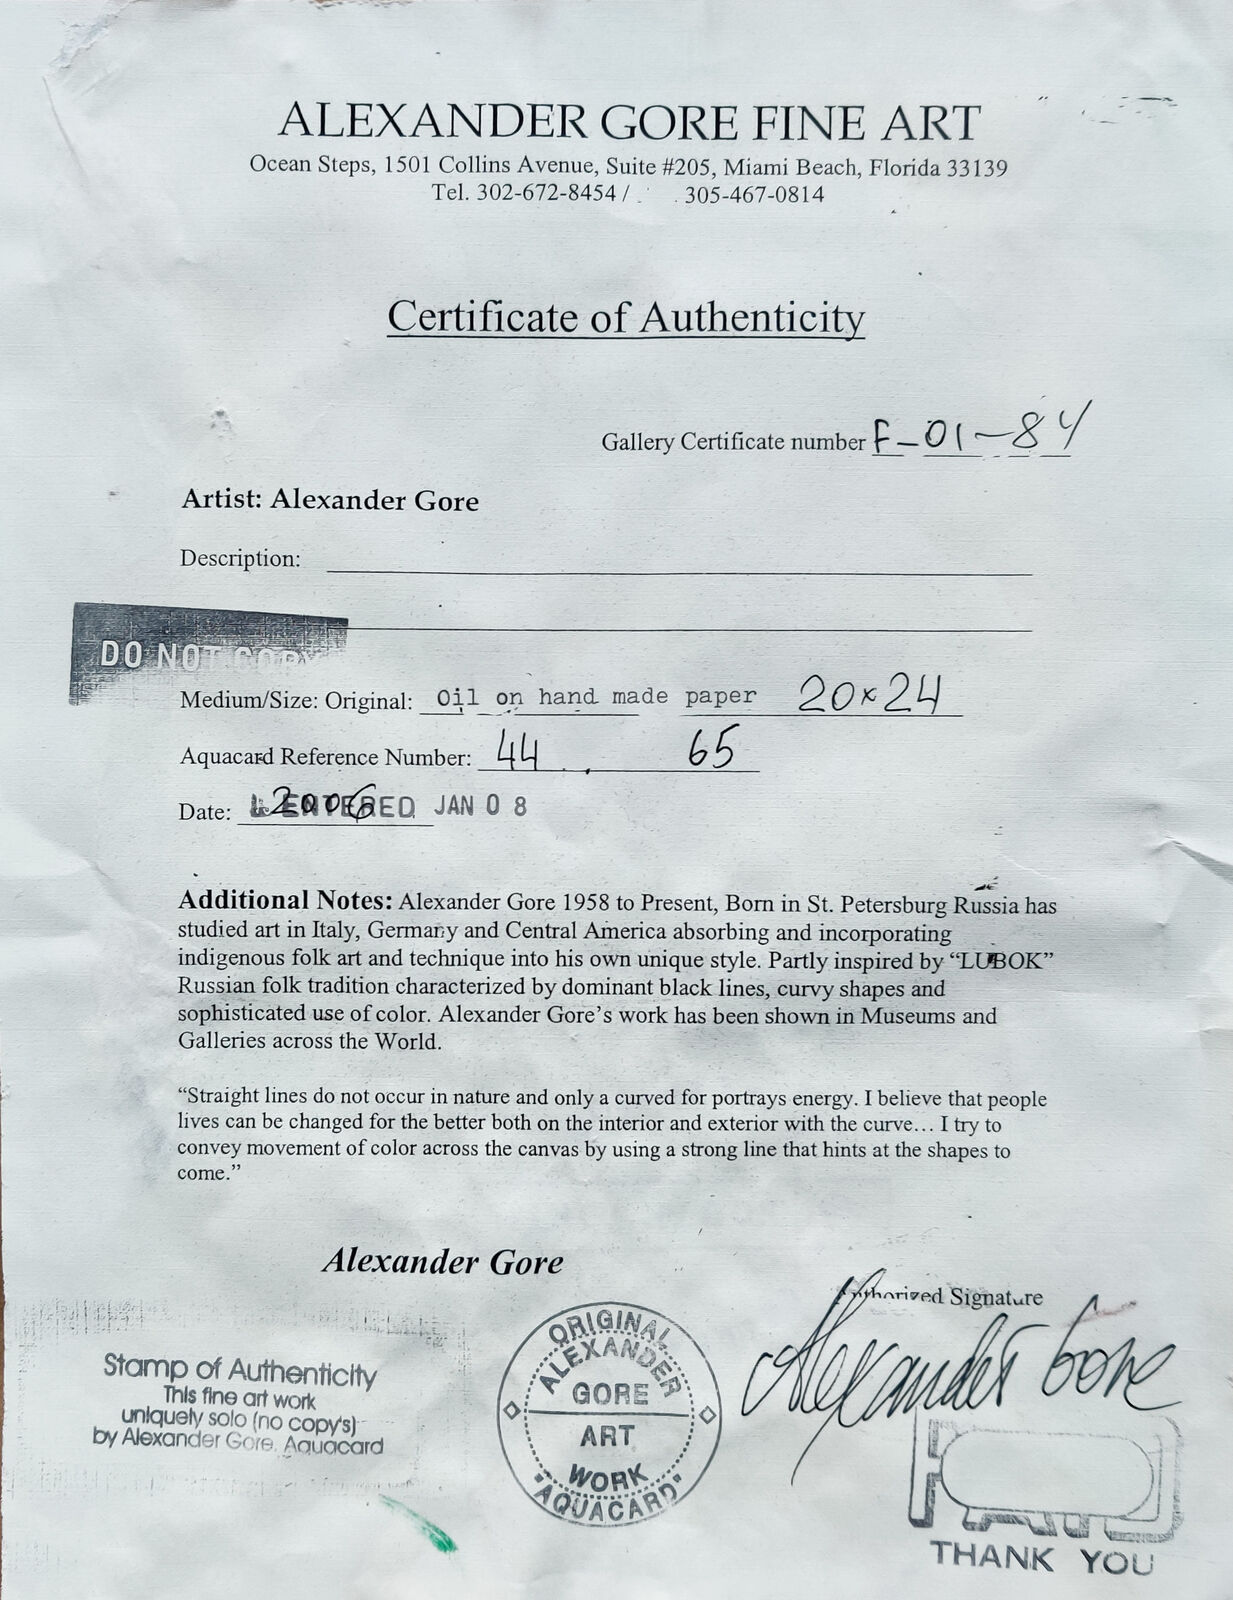 ALEXANDER GORE FINE ART
Ocean Steps, 1501 Collins Avenue, Suite #205, Miami Beach, Florida 33139
Tel. 302-672-8454 / 305-467-0814
Certificate of Authenticity
Gallery Certificate number F-01-84
Artist: Alexander Gore
Description:
DO NOT COPY
Medium/Size: Original: Oil on hand made paper 20x24
Aquacard Reference Number: 44 65
Date: 2006 ENTERED JAN 08
Additional Notes: Alexander Gore 1958 to Present, Born in St. Petersburg Russia has
studied art in Italy, Germany and Central America absorbing and incorporating
indigenous folk art and technique into his own unique style. Partly inspired by “LUBOK”
Russian folk tradition characterized by dominant black lines, curvy shapes and
sophisticated use of color. Alexander Gore’s work has been shown in Museums and
Galleries across the World.
“Straight lines do not occur in nature and only a curved for portrays energy. I believe that people
lives can be changed for the better both on the interior and exterior with the curve… I try to
convey movement of color across the canvas by using a strong line that hints at the shapes to
come.”
Alexander Gore
Authorized Signature
Alexander Gore
Stamp of Authenticity
This fine art work
uniquely solo (no copy's)
by Alexander Gore, Aquacard
ORIGINAL
ALEXANDER
GORE
ART
WORK
"AQUACARD"
PAID
THANK YOU